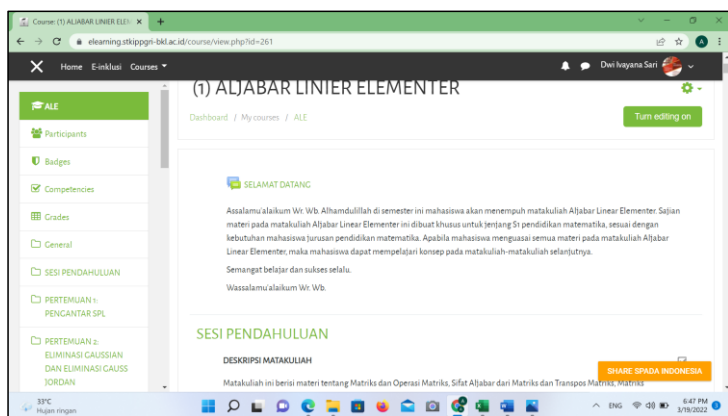 Course: (1) ALJABAR LINIER ELEM
elearning.stkippgri-bkl.ac.id/course/view.php?id=261
Home E-inklusi Courses
Dwi Ivayana Sari
ALE
Participants
Badges
Competencies
Grades
General
SESI PENDAHULUAN
PERTEMUAN 1:
PENGANTAR SPL
PERTEMUAN 2:
ELIMINASI GAUSSIAN
DAN ELIMINASI GAUSS
JORDAN
(1) ALJABAR LINIER ELEMENTER
Dashboard / My courses / ALE
Turn editing on
SELAMAT DATANG
Assalamu'alaikum Wr. Wb. Alhamdulillah di semester ini mahasiswa akan menempuh matakuliah Aljabar Linear Elementer. Sajian
materi pada matakuliah Aljabar Linear Elementer ini dibuat khusus untuk jenjang S1 pendidikan matematika, sesuai dengan
kebutuhan mahasiswa jurusan pendidikan matematika. Apabila mahasiswa menguasai semua materi pada matakuliah Aljabar
Linear Elementer, maka mahasiswa dapat mempelajari konsep pada matakuliah-matakuliah selanjutnya.
Semangat belajar dan sukses selalu.
Wassalamu'alaikum Wr. Wb.
SESI PENDAHULUAN
DESKRIPSI MATAKULIAH
Matakuliah ini berisi materi tentang Matriks dan Operasi Matriks, Sifat Aljabar dari Matriks dan Transpos Matriks, Matriks
SHARE SPADA INDONESIA
33°C
Hujan ringan
ENG
6:47 PM
3/19/2022